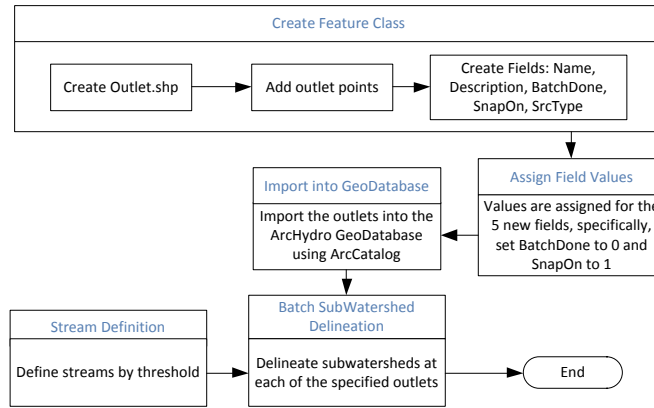 Create Feature Class
Create Outlet.shp
Add outlet points
Create Fields: Name,
Description, BatchDone,
SnapOn, SrcType
Assign Field Values
Values are assigned for the
5 new fields, specifically,
set BatchDone to 0 and
SnapOn to 1
Import into GeoDatabase
Import the outlets into the
ArcHydro GeoDatabase
using ArcCatalog
Stream Definition
Define streams by threshold
Batch SubWatershed
Delineation
Delineate subwatersheds at
each of the specified outlets
End